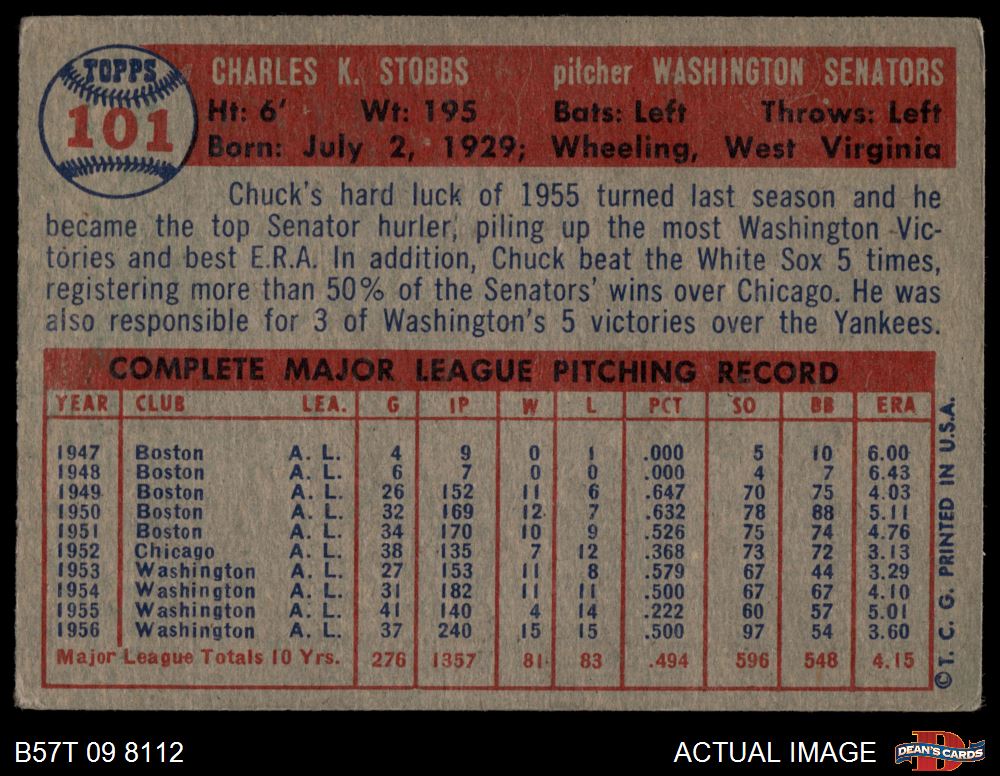 TOPPS
101
CHARLES K. STOBBS pitcher WASHINGTON SENATORS
Ht: 6' Wt: 195 Bats: Left Throws: Left
Born: July 2, 1929; Wheeling, West Virginia
Chuck's hard luck of 1955 turned last season and he
became the top Senator hurler, piling up the most Washington Vic-
tories and best E.R.A. In addition, Chuck beat the White Sox 5 times,
registering more than 50% of the Senators' wins over Chicago. He was
also responsible for 3 of Washington's 5 victories over the Yankees.
COMPLETE MAJOR LEAGUE PITCHING RECORD
YEAR CLUB LEA. G IP W L PCT SO BB ERA
1947 Boston A. L. 4 9 0 1 .000 5 10 6.00
1948 Boston A. L. 6 7 0 0 .000 4 7 6.43
1949 Boston A. L. 26 152 11 6 .647 70 75 4.03
1950 Boston A. L. 32 169 12 7 .632 78 88 5.11
1951 Boston A. L. 34 170 10 9 .526 75 74 4.76
1952 Chicago A. L. 38 135 7 12 .368 73 72 3.13
1953 Washington A. L. 27 153 11 8 .579 67 44 3.29
1954 Washington A. L. 31 182 11 11 .500 67 67 4.10
1955 Washington A. L. 41 140 4 14 .222 60 57 5.01
1956 Washington A. L. 37 240 15 15 .500 97 54 3.60
Major League Totals 10 Yrs. 276 1357 81 83 .494 596 548 4.15
© T. C. G. PRINTED IN U.S.A.
B57T 09 8112 ACTUAL IMAGE DEAN'S CARDS